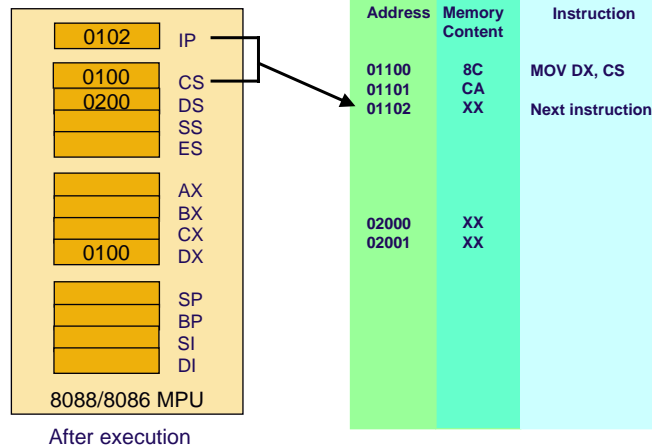 0102 IP
0100 CS
0200 DS
SS
ES
AX
BX
CX
0100 DX
SP
BP
SI
DI
8088/8086 MPU
After execution
Address Memory Instruction
Content
01100 8C MOV DX, CS
01101 CA
01102 XX Next instruction
02000 XX
02001 XX